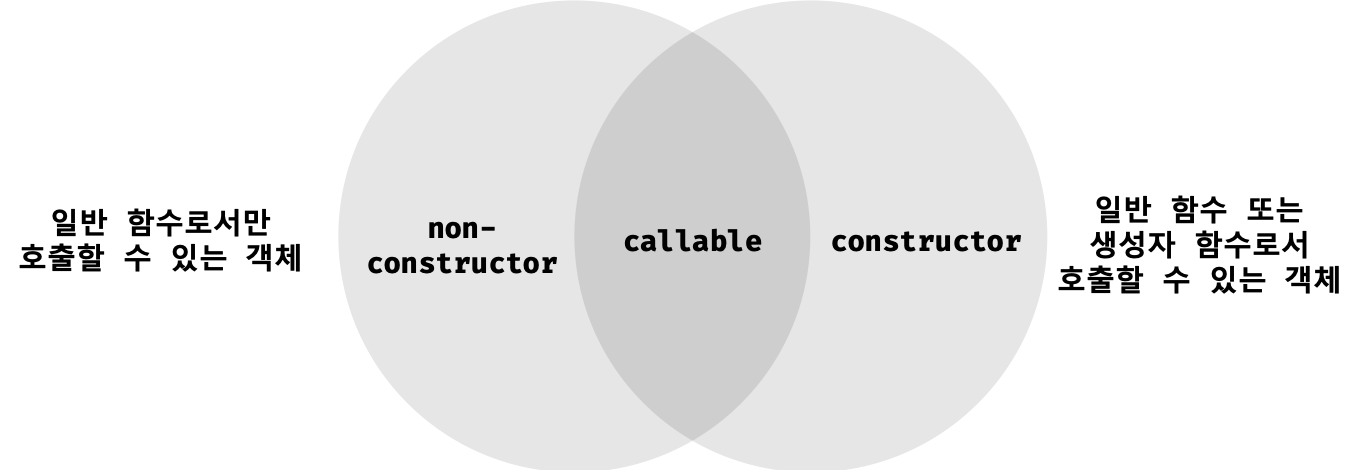 일반 함수로서만
호출할 수 있는 객체
non-
constructor
callable
constructor
일반 함수 또는
생성자 함수로서
호출할 수 있는 객체